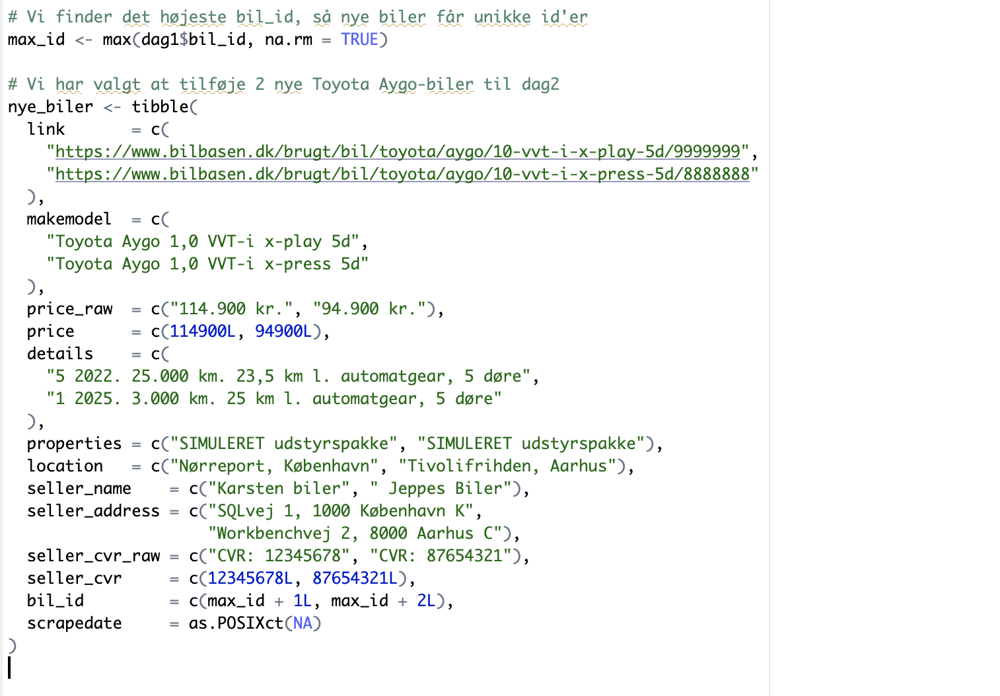 # Vi finder det højeste bil_id, så nye biler får unikke id'er
max_id <- max(dag1$bil_id, na.rm = TRUE)
# Vi har valgt at tilføje 2 nye Toyota Aygo-biler til dag2
nye_biler <- tibble(
  link       = c(
    "https://www.bilbasen.dk/brugt/bil/toyota/aygo/10-vvt-i-x-play-5d/9999999",
    "https://www.bilbasen.dk/brugt/bil/toyota/aygo/10-vvt-i-x-press-5d/8888888"
  ),
  makemodel  = c(
    "Toyota Aygo 1,0 VVT-i x-play 5d",
    "Toyota Aygo 1,0 VVT-i x-press 5d"
  ),
  price_raw  = c("114.900 kr.", "94.900 kr."),
  price      = c(114900L, 94900L),
  details    = c(
    "5 2022. 25.000 km. 23,5 km l. automatgear, 5 døre",
    "1 2025. 3.000 km. 25 km l. automatgear, 5 døre"
  ),
  properties = c("SIMULERET udstyrspakke", "SIMULERET udstyrspakke"),
  location   = c("Nørreport, København", "Tivolifrihden, Aarhus"),
  seller_name    = c("Karsten biler", " Jeppes Biler"),
  seller_address = c("SQLvej 1, 1000 København K",
                     "Workbenchvej 2, 8000 Aarhus C"),
  seller_cvr_raw = c("CVR: 12345678", "CVR: 87654321"),
  seller_cvr     = c(12345678L, 87654321L),
  bil_id         = c(max_id + 1L, max_id + 2L),
  scrapedate     = as.POSIXct(NA)
)